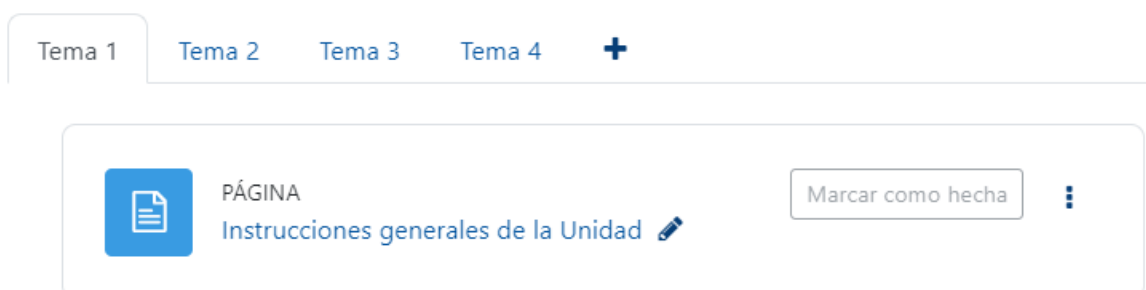 Tema 1 Tema 2 Tema 3 Tema 4 +
PÁGINA
Instrucciones generales de la Unidad
Marcar como hecha